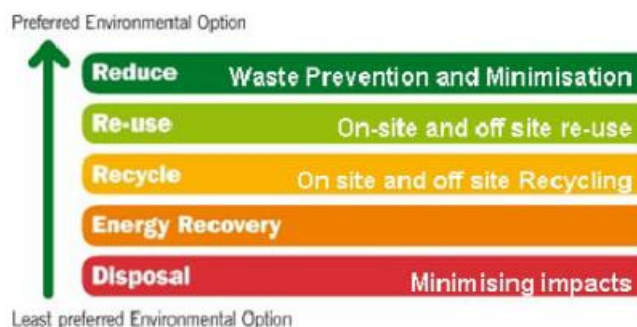 Preferred Environmental Option
Reduce Waste Prevention and Minimisation
Re-use On-site and off site re-use
Recycle On site and off site Recycling
Energy Recovery
Disposal Minimising impacts
Least preferred Environmental Option